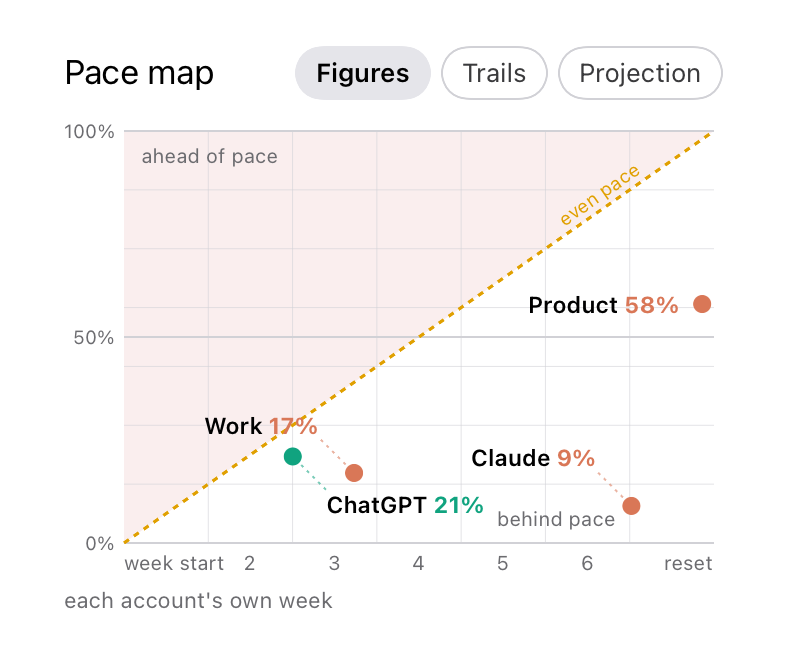 Pace map
Figures
Trails
Projection
100%
ahead of pace
even pace
Product 58%
50%
Work 17%
Claude 9%
ChatGPT 21%
behind pace
0%
week start 2 3 4 5 6 reset
each account's own week